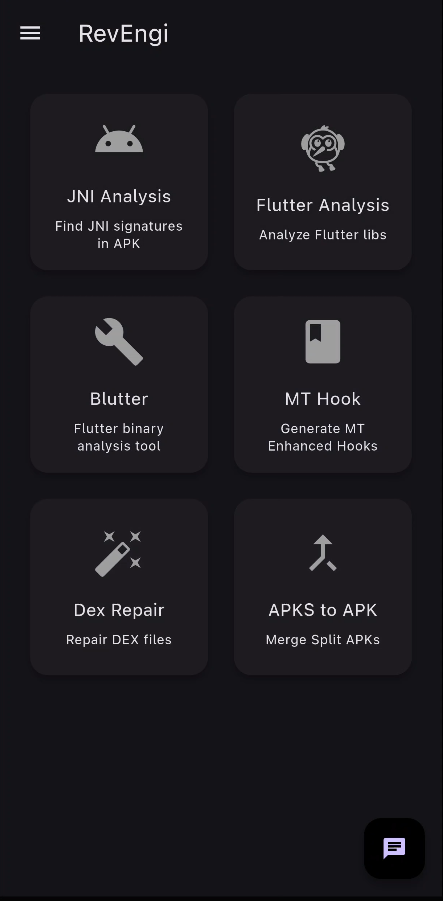 RevEngi
JNI Analysis
Find JNI signatures
in APK
Flutter Analysis
Analyze Flutter libs
Blutter
Flutter binary
analysis tool
MT Hook
Generate MT
Enhanced Hooks
Dex Repair
Repair DEX files
APKS to APK
Merge Split APKs